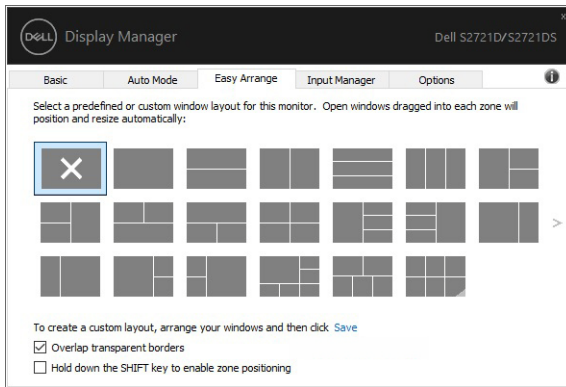 DELL Display Manager Dell S2721D/S2721DS
Basic Auto Mode Easy Arrange Input Manager Options
Select a predefined or custom window layout for this monitor. Open windows dragged into each zone will
position and resize automatically:
To create a custom layout, arrange your windows and then click Save
Overlap transparent borders
Hold down the SHIFT key to enable zone positioning